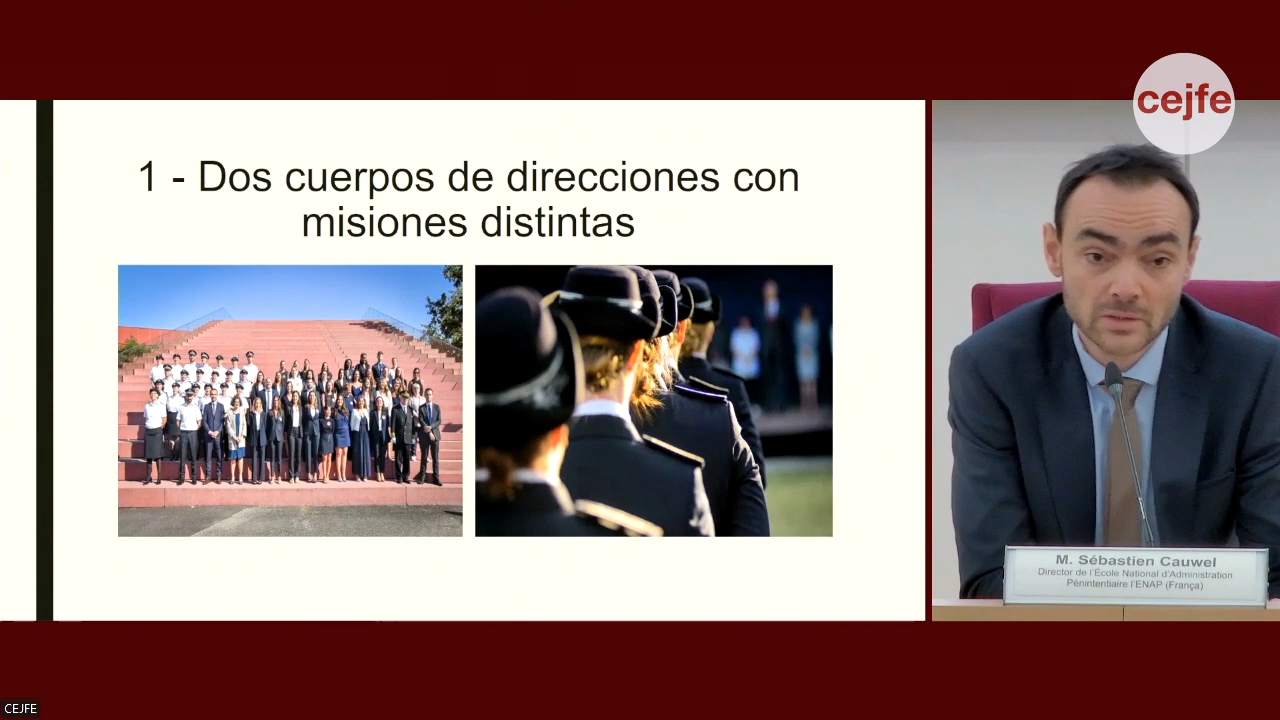 cejfe
1 - Dos cuerpos de direcciones con
misiones distintas
M. Sébastien Cauwel
Director de l'École National d'Administration
Pénintentiaire l'ENAP (França)
CEJFE